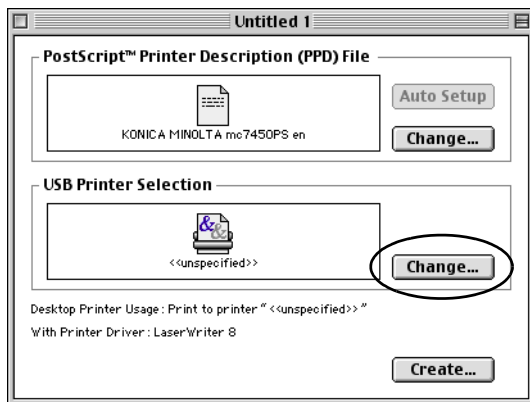 Untitled 1
PostScript™ Printer Description (PPD) File
KONICA MINOLTA mc7450PS en
Auto Setup
Change...
USB Printer Selection
<<unspecified>>
Change...
Desktop Printer Usage : Print to printer “ <<unspecified>> ”
With Printer Driver : LaserWriter 8
Create...